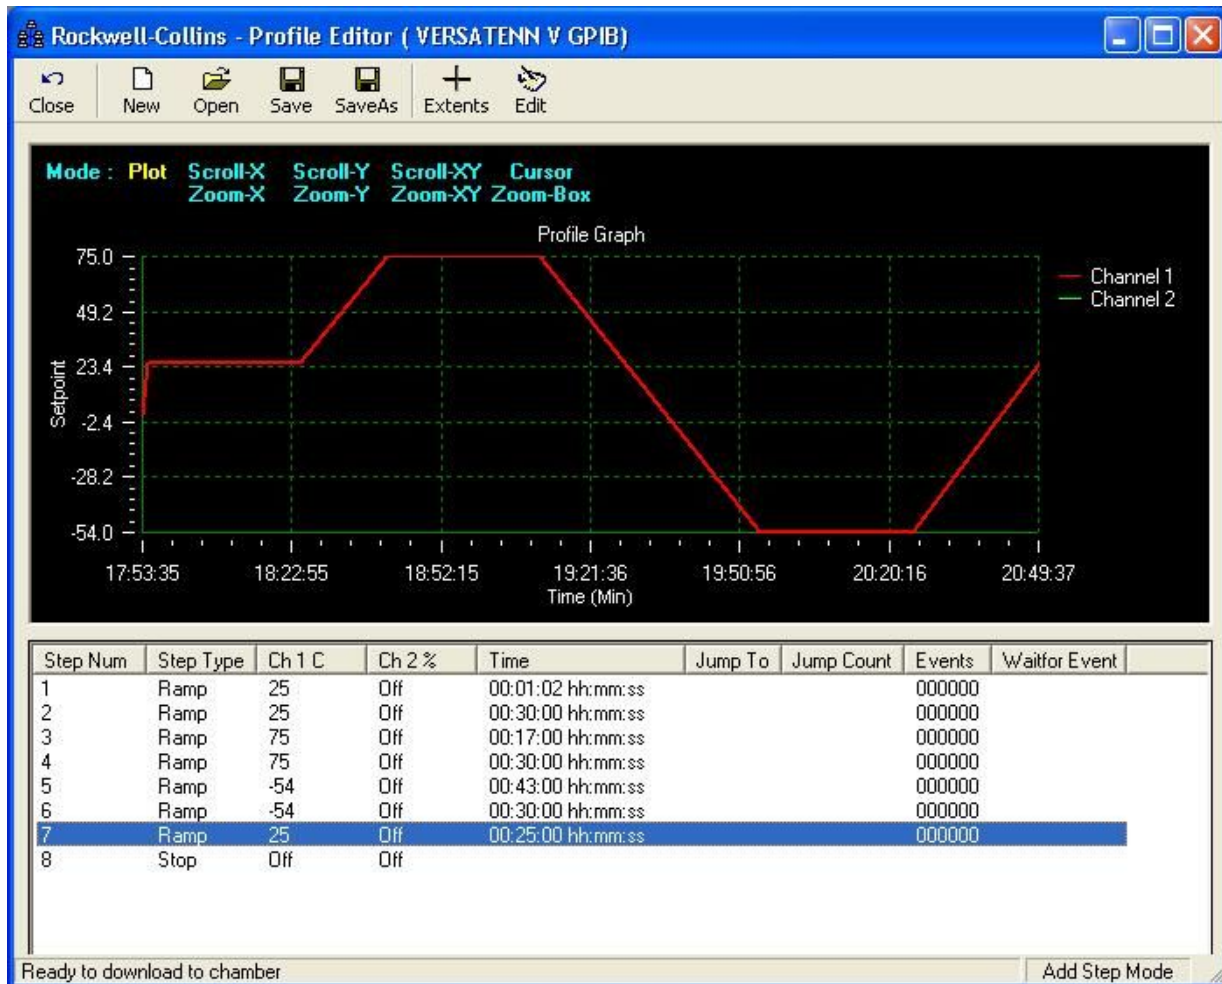 Rockwell-Collins - Profile Editor ( VERSATENN V GPIB)
Close New Open Save SaveAs Extents Edit
Mode : Plot Scroll-X Scroll-Y Scroll-XY Cursor
Zoom-X Zoom-Y Zoom-XY Zoom-Box
Profile Graph
75.0
49.2
23.4
-2.4
-28.2
-54.0
Setpoint
Channel 1
Channel 2
17:53:35 18:22:55 18:52:15 19:21:36 19:50:56 20:20:16 20:49:37
Time (Min)
Step Num Step Type Ch 1 C Ch 2 % Time Jump To Jump Count Events Waitfor Event
1 Ramp 25 Off 00:01:02 hh:mm:ss 000000
2 Ramp 25 Off 00:30:00 hh:mm:ss 000000
3 Ramp 75 Off 00:17:00 hh:mm:ss 000000
4 Ramp 75 Off 00:30:00 hh:mm:ss 000000
5 Ramp -54 Off 00:43:00 hh:mm:ss 000000
6 Ramp -54 Off 00:30:00 hh:mm:ss 000000
7 Ramp 25 Off 00:25:00 hh:mm:ss 000000
8 Stop Off Off
Ready to download to chamber Add Step Mode